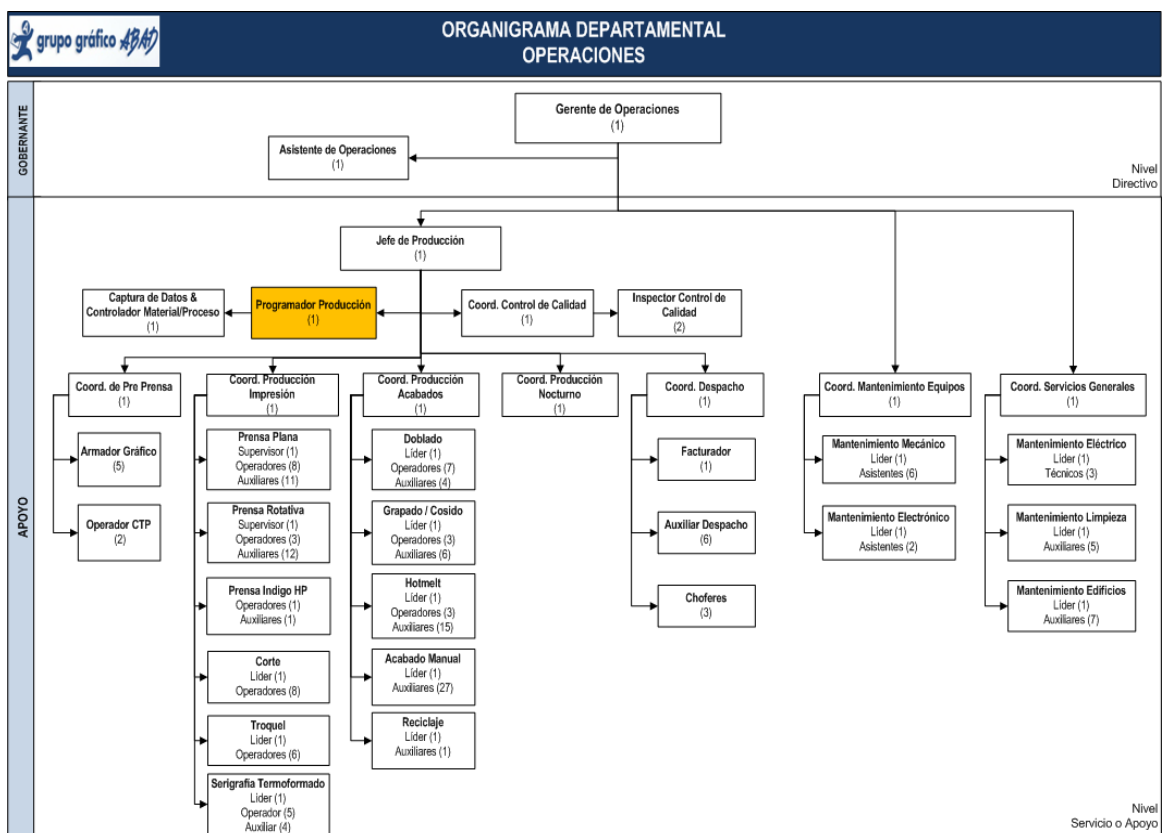 grupo gráfico ABAD
ORGANIGRAMA DEPARTAMENTAL
OPERACIONES
GOBERNANTE
Gerente de Operaciones
(1)
Asistente de Operaciones
(1)
Nivel
Directivo
APOYO
Jefe de Producción
(1)
Captura de Datos &
Controlador Material/Proceso
(1)
Programador Producción
(1)
Coord. Control de Calidad
(1)
Inspector Control de
Calidad
(2)
Coord. de Pre Prensa
(1)
Coord. Producción
Impresión
(1)
Coord. Producción
Acabados
(1)
Coord. Producción
Nocturno
(1)
Coord. Despacho
(1)
Coord. Mantenimiento Equipos
(1)
Coord. Servicios Generales
(1)
Armador Gráfico
(5)
Operador CTP
(2)
Prensa Plana
Supervisor (1)
Operadores (8)
Auxiliares (11)
Prensa Rotativa
Supervisor (1)
Operadores (3)
Auxiliares (12)
Prensa Indigo HP
Operadores (1)
Auxiliares (1)
Corte
Líder (1)
Operadores (8)
Troquel
Líder (1)
Operadores (6)
Serigrafía Termoformado
Líder (1)
Operador (5)
Auxiliar (4)
Doblado
Líder (1)
Operadores (7)
Auxiliares (4)
Grapado / Cosido
Líder (1)
Operadores (3)
Auxiliares (6)
Hotmelt
Líder (1)
Operadores (3)
Auxiliares (15)
Acabado Manual
Líder (1)
Auxiliares (27)
Reciclaje
Líder (1)
Auxiliares (1)
Facturador
(1)
Auxiliar Despacho
(6)
Choferes
(3)
Mantenimiento Mecánico
Líder (1)
Asistentes (6)
Mantenimiento Electrónico
Líder (1)
Asistentes (2)
Mantenimiento Eléctrico
Líder (1)
Técnicos (3)
Mantenimiento Limpieza
Líder (1)
Auxiliares (5)
Mantenimiento Edificios
Líder (1)
Auxiliares (7)
Nivel
Servicio o Apoyo